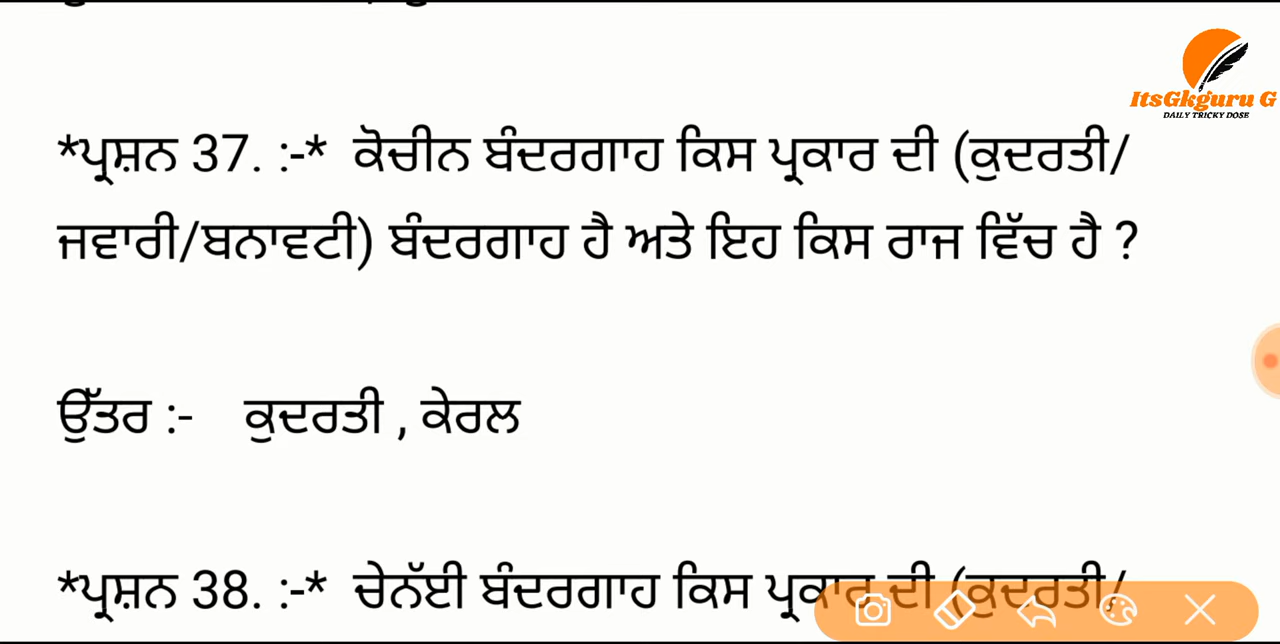 ItsGkguru G
DAILY TRICKY DOSE
*ਪ੍ਰਸ਼ਨ 37. :-* ਕੋਚੀਨ ਬੰਦਰਗਾਹ ਕਿਸ ਪ੍ਰਕਾਰ ਦੀ (ਕੁਦਰਤੀ/
ਜਵਾਰੀ/ਬਨਾਵਟੀ) ਬੰਦਰਗਾਹ ਹੈ ਅਤੇ ਇਹ ਕਿਸ ਰਾਜ ਵਿੱਚ ਹੈ ?
ਉੱਤਰ :- ਕੁਦਰਤੀ , ਕੇਰਲ
*ਪ੍ਰਸ਼ਨ 38. :-* ਚੇਨੱਈ ਬੰਦਰਗਾਹ ਕਿਸ ਪ੍ਰਕਾਰ ਦੀ (ਕੁਦਰਤੀ/